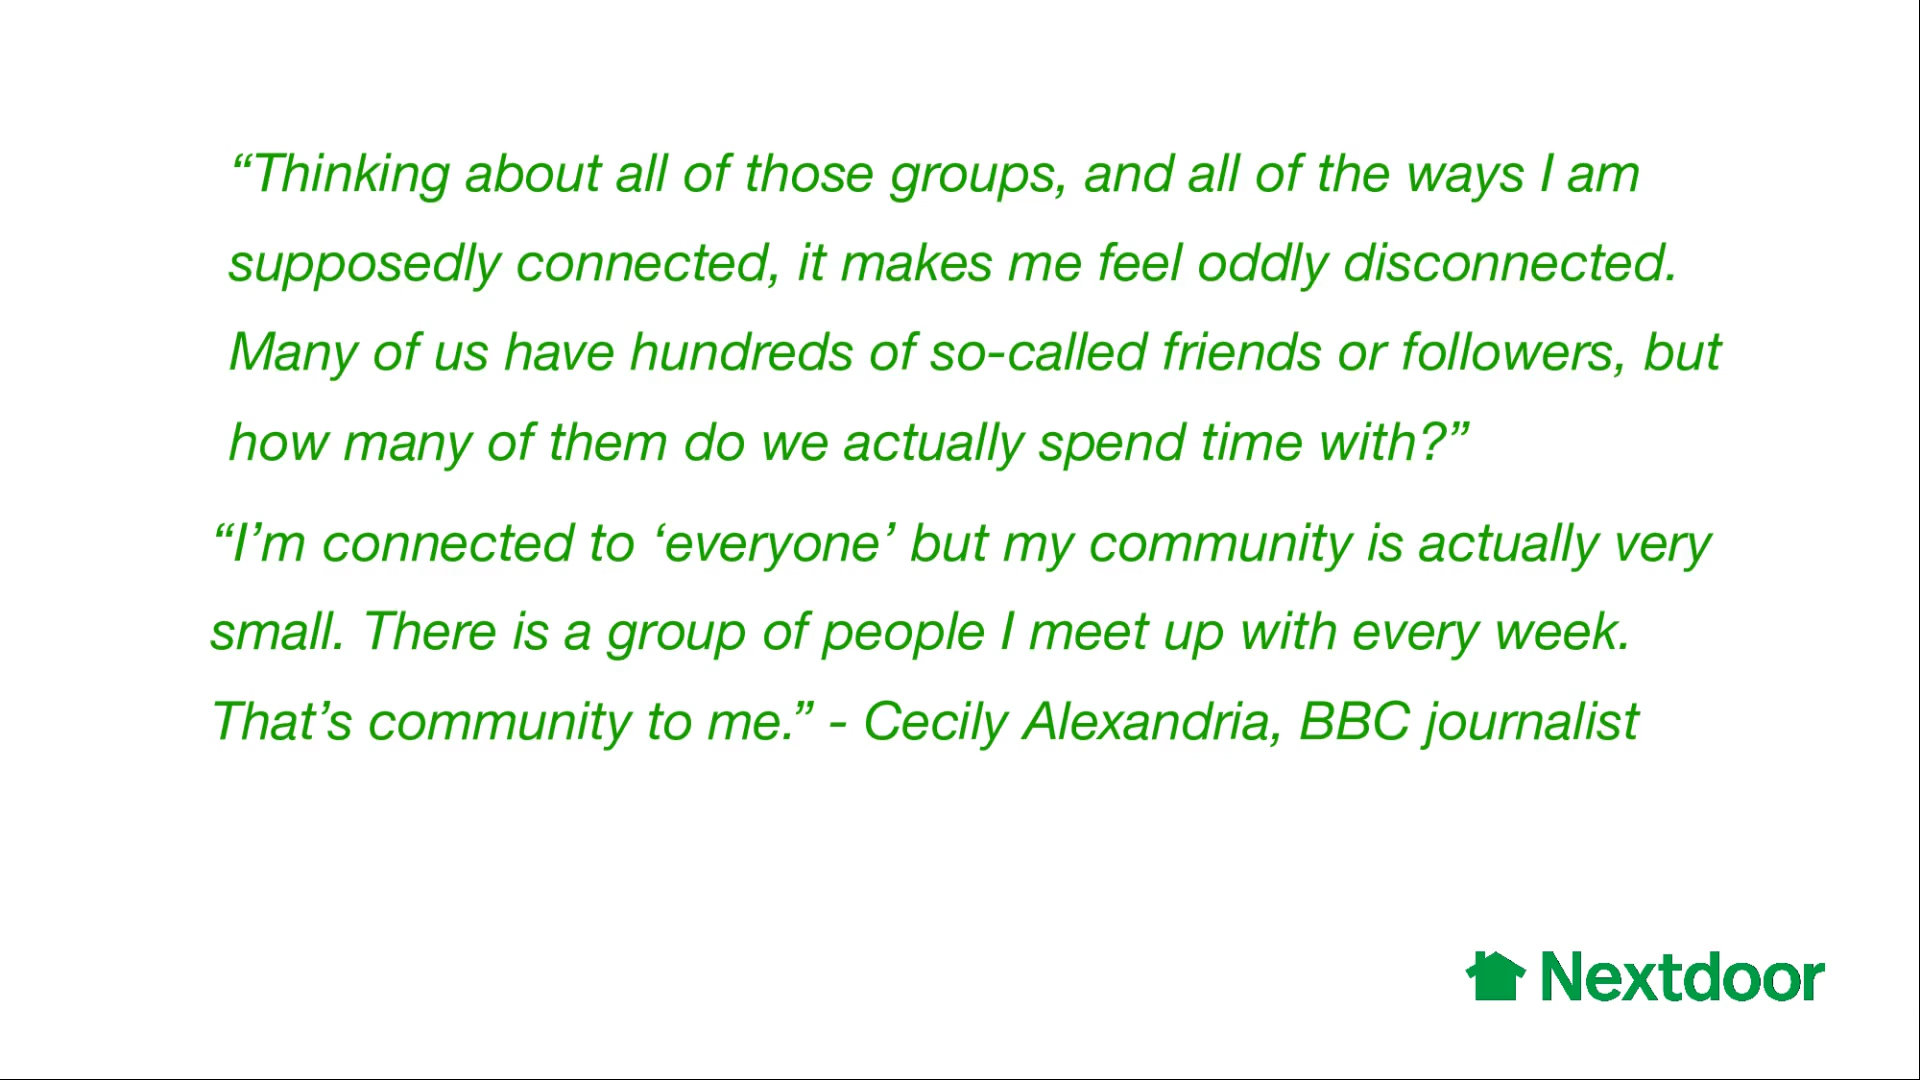 “Thinking about all of those groups, and all of the ways I am
supposedly connected, it makes me feel oddly disconnected.
Many of us have hundreds of so-called friends or followers, but
how many of them do we actually spend time with?”
“I’m connected to ‘everyone’ but my community is actually very
small. There is a group of people I meet up with every week.
That’s community to me.” - Cecily Alexandria, BBC journalist
Nextdoor